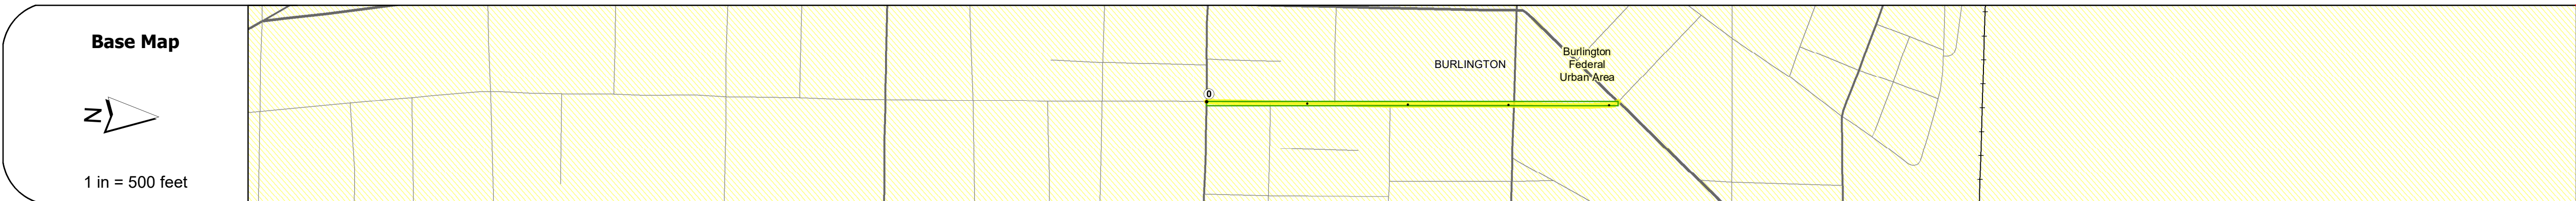 Base Map
N
1 in = 500 feet
0
BURLINGTON
Burlington
Federal
Urban Area